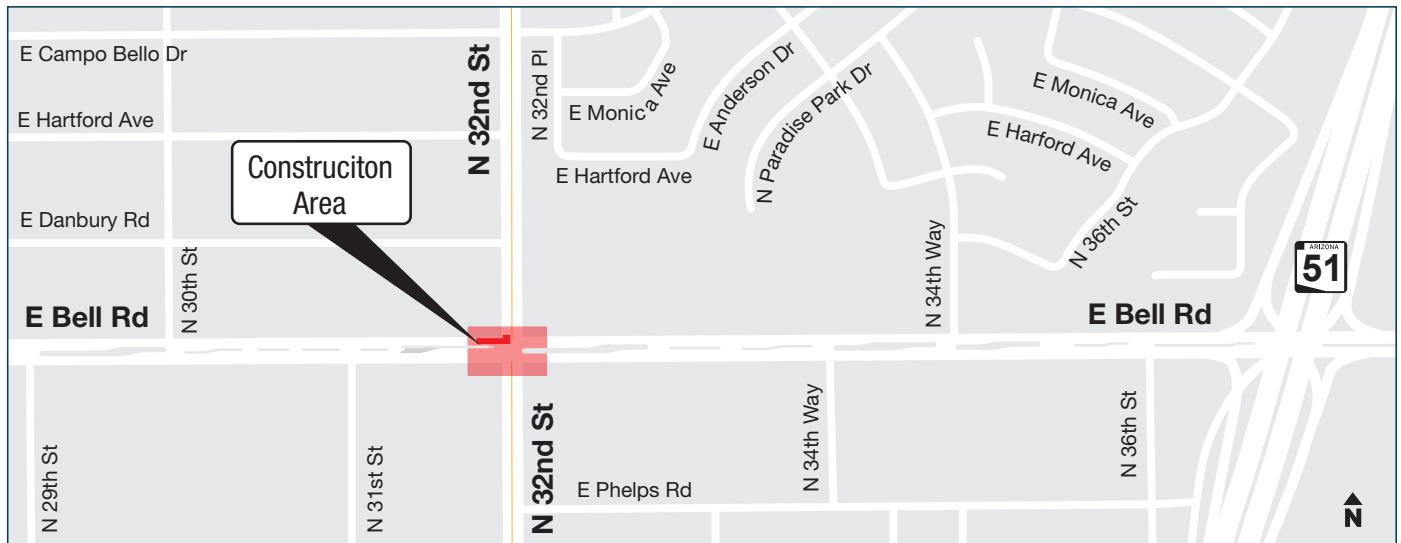 E Campo Bello Dr
N 32nd St
N 32nd Pl
E Monica Ave
E Anderson Dr
N Paradise Park Dr
E Monica Ave
E Hartford Ave
E Harford Ave
Construciton
Area
E Hartford Ave
E Danbury Rd
N 30th St
N 34th Way
N 36th St
ARIZONA
51
E Bell Rd
E Bell Rd
N 29th St
N 31st St
N 32nd St
E Phelps Rd
N 34th Way
N 36th St
N